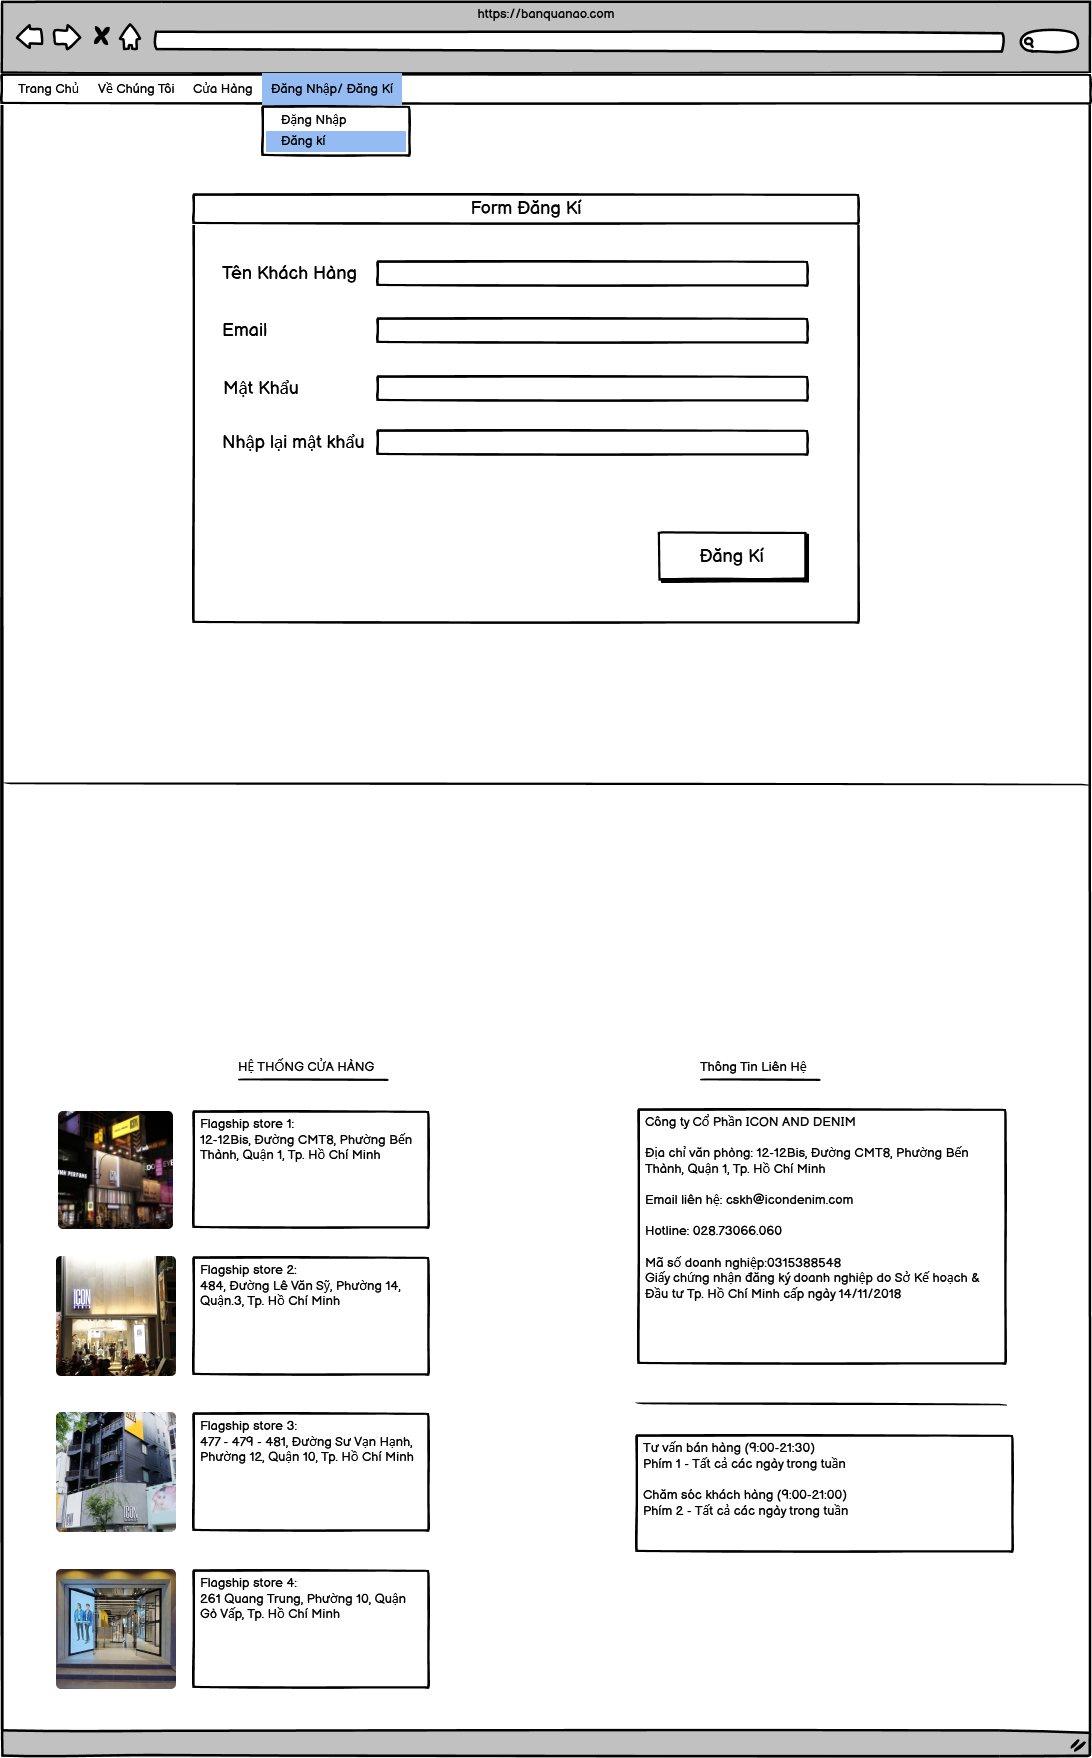 https://banquanao.com
Trang Chủ Về Chúng Tôi Cửa Hàng Đăng Nhập/ Đăng Kí
Đặng Nhập
Đăng kí
Form Đăng Kí
Tên Khách Hàng
Email
Mật Khẩu
Nhập lại mật khẩu
Đăng Kí
HỆ THỐNG CỬA HÀNG
Flagship store 1:
12-12Bis, Đường CMT8, Phường Bến
Thành, Quận 1, Tp. Hồ Chí Minh
ICON
Flagship store 2:
484, Đường Lê Văn Sỹ, Phường 14,
Quận.3, Tp. Hồ Chí Minh
Flagship store 3:
477 - 479 - 481, Đường Sư Vạn Hạnh,
Phường 12, Quận 10, Tp. Hồ Chí Minh
ICON
Flagship store 4:
261 Quang Trung, Phường 10, Quận
Gò Vấp, Tp. Hồ Chí Minh
Thông Tin Liên Hệ
Công ty Cổ Phần ICON AND DENIM
Địa chỉ văn phòng: 12-12Bis, Đường CMT8, Phường Bến
Thành, Quận 1, Tp. Hồ Chí Minh
Email liên hệ: cskh@icondenim.com
Hotline: 028.73066.060
Mã số doanh nghiệp:0315388548
Giấy chứng nhận đăng ký doanh nghiệp do Sở Kế hoạch &
Đầu tư Tp. Hồ Chí Minh cấp ngày 14/11/2018
Tư vấn bán hàng (9:00-21:30)
Phím 1 - Tất cả các ngày trong tuần
Chăm sóc khách hàng (9:00-21:00)
Phím 2 - Tất cả các ngày trong tuần